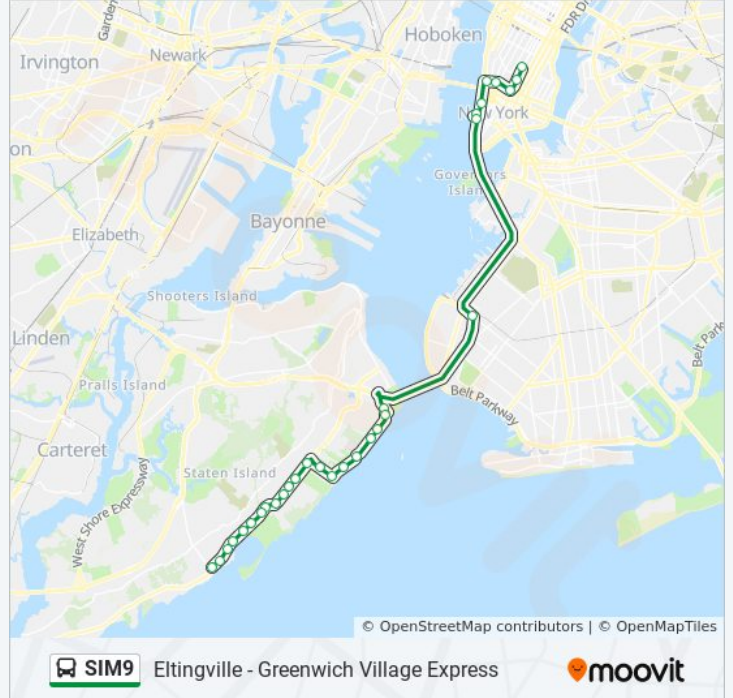 Garden
Hoboken
FDR Dr
Irvington
Newark
New York
on
Governors
Island
Elizabeth
Bayonne
Shooters Island
Linden
Belt Park
Pralls Island
Belt Parkway
Carteret
Staten Island
West Shore Expressway
© OpenStreetMap contributors | © OpenMapTiles
SIM9 Eltingville - Greenwich Village Express moovit